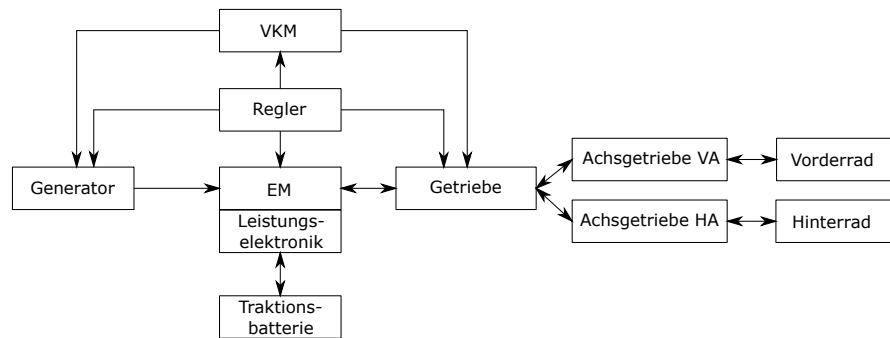 VKM
Regler
Generator
EM
Leistungs-
elektronik
Traktions-
batterie
Getriebe
Achsgetriebe VA
Vorderrad
Achsgetriebe HA
Hinterrad